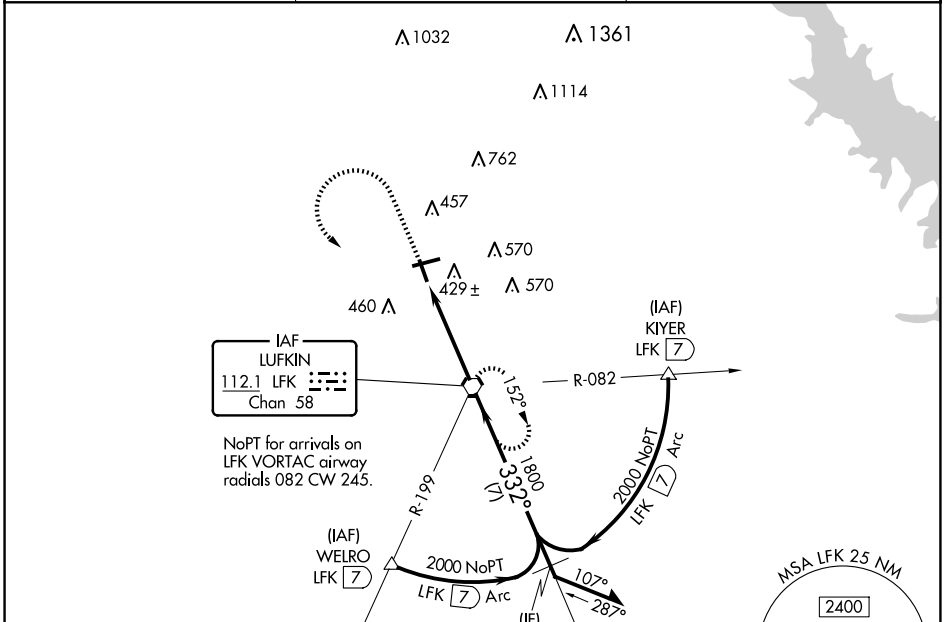 1032
1361
1114
762
457
570
429 ±
570
460
(IAF)
KIYER
LFK 7
IAF
LUFKIN
112.1 LFK
Chan 58
R-082
152°
NoPT for arrivals on
LFK VORTAC airway
radials 082 CW 245.
1800
332°
(7)
2000 NoPT
LFK 7 Arc
R-199
(IAF)
WELRO
LFK 7
2000 NoPT
LFK 7 Arc
107°
287°
(IF)
MSA LFK 25 NM
2400